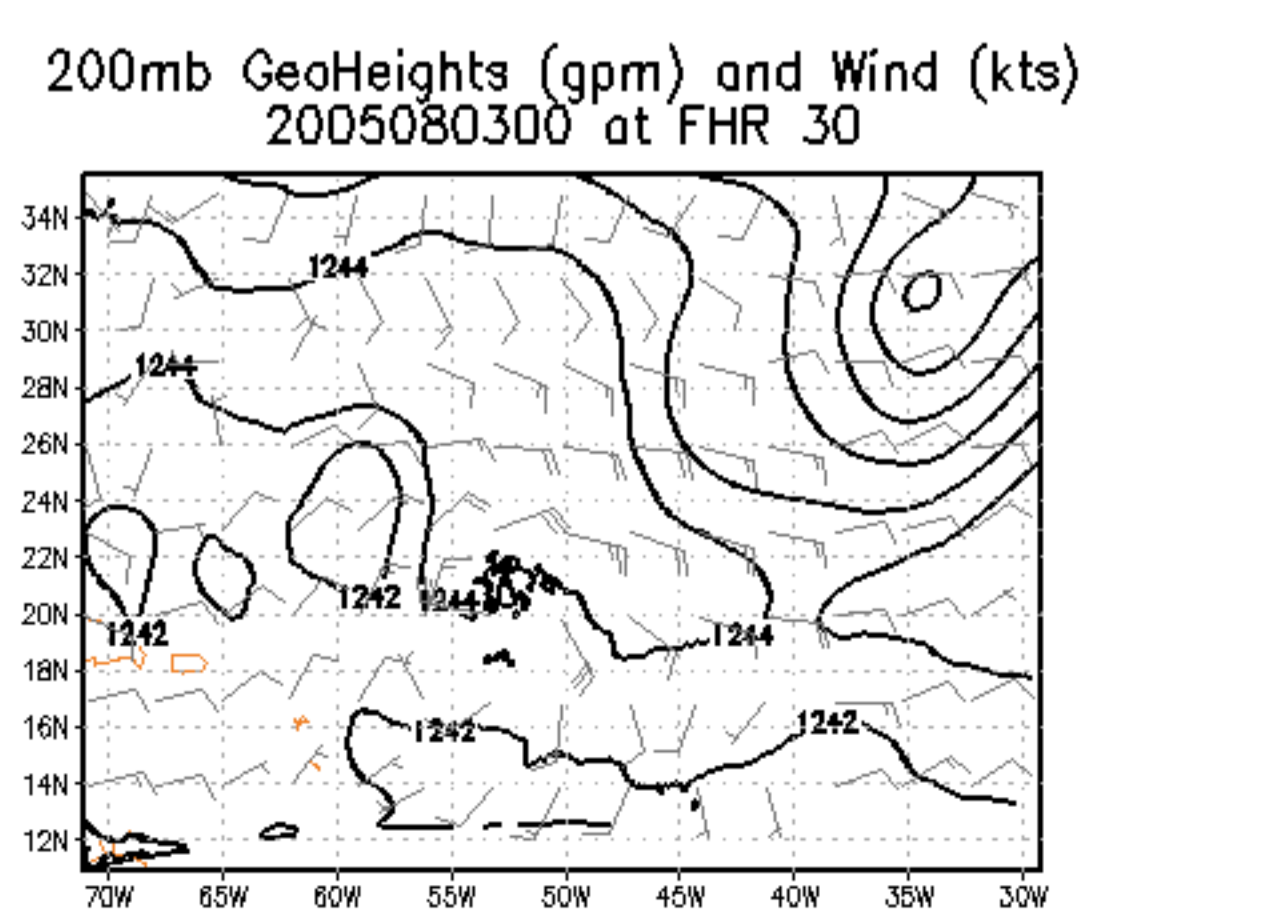 200mb GeoHeights (gpm) and Wind (kts)
2005080300 at FHR 30
34N
1244
32N
30N
1244
28N
26N
24N
22N
1242 1244
20N
1242 1244
18N
1242 1242
16N
14N
12N
70W 65W 60W 55W 50W 45W 40W 35W 30W